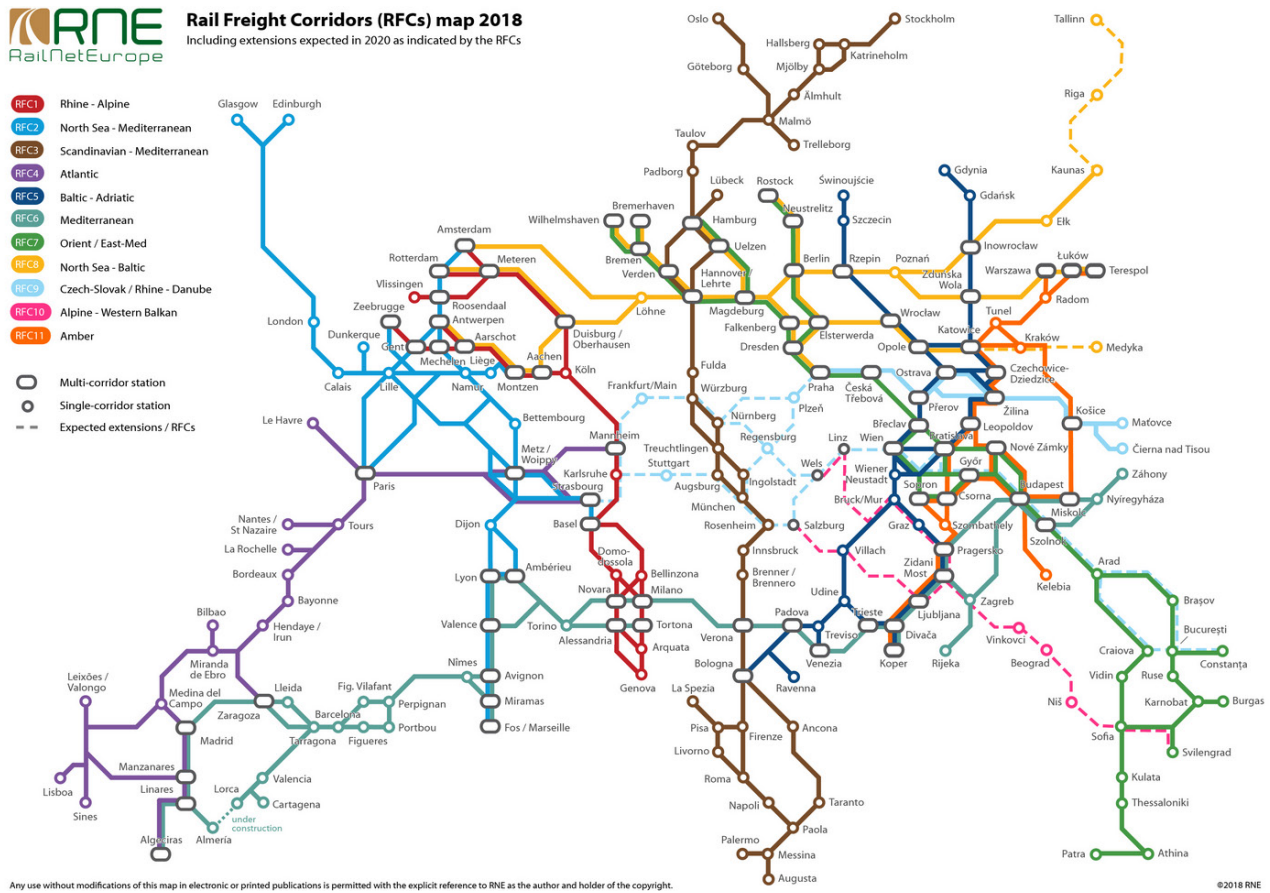 RNE
RailNetEurope
Rail Freight Corridors (RFCs) map 2018
Including extensions expected in 2020 as indicated by the RFCs
RFC1 Rhine - Alpine
RFC2 North Sea - Mediterranean
RFC3 Scandinavian - Mediterranean
RFC4 Atlantic
RFC5 Baltic - Adriatic
RFC6 Mediterranean
RFC7 Orient / East-Med
RFC8 North Sea - Baltic
RFC9 Czech-Slovak / Rhine - Danube
RFC10 Alpine - Western Balkan
RFC11 Amber
Multi-corridor station
Single-corridor station
Expected extensions / RFCs
Glasgow
Edinburgh
London
Dunkerque
Calais
Lille
Le Havre
Paris
Nantes /
St Nazaire
Tours
La Rochelle
Bordeaux
Bayonne
Bilbao
Hendaye /
Irun
Miranda
de Ebro
Leixões /
Valongo
Medina del
Campo
Zaragoza
Lleida
Fig. Vilafant
Barcelona
Perpignan
Tarragona
Figueres
Portbou
Madrid
Manzanares
Lisboa
Linares
Sines
Lorca
Valencia
Cartagena
under
construction
Algeciras
Almería
Amsterdam
Rotterdam
Meteren
Vlissingen
Roosendaal
Zeebrugge
Antwerpen
Aarschot
Gent
Mechelen
Liège
Aachen
Duisburg /
Oberhausen
Namur
Montzen
Köln
Bettembourg
Metz /
Woippy
Mannheim
Karlsruhe
Strasbourg
Basel
Dijon
Lyon
Ambérieu
Valence
Nîmes
Avignon
Miramas
Fos / Marseille
Domo-
dossola
Bellinzona
Novara
Milano
Torino
Alessandria
Tortona
Arquata
Genova
Oslo
Stockholm
Hallsberg
Katrineholm
Göteborg
Mjölby
Älmhult
Malmö
Trelleborg
Taulov
Padborg
Lübeck
Hamburg
Uelzen
Bremerhaven
Wilhelmshaven
Bremen
Verden
Hannover/
Lehrte
Löhne
Magdeburg
Rostock
Neustrelitz
Berlin
Falkenberg
Elsterwerda
Dresden
Świnoujście
Szczecin
Rzepin
Poznań
Gdynia
Gdańsk
Inowrocław
Zduńska
Wola
Ełk
Kaunas
Riga
Tallinn
Warszawa
Łuków
Terespol
Radom
Tunel
Kraków
Medyka
Wrocław
Opole
Katowice
Czechowice-
Dziedzice
Fulda
Frankfurt/Main
Würzburg
Nürnberg
Treuchtlingen
Regensburg
Stuttgart
Augsburg
Ingolstadt
München
Rosenheim
Innsbruck
Brenner /
Brennero
Verona
Bologna
La Spezia
Pisa
Firenze
Livorno
Ancona
Roma
Napoli
Taranto
Paola
Palermo
Messina
Augusta
Praha
Plzeň
Česká
Třebová
Ostrava
Přerov
Žilina
Košice
Maťovce
Čierna nad Tisou
Břeclav
Leopoldov
Linz
Wels
Wien
Bratislava
Nové Zámky
Wiener
Neustadt
Sopron
Győr
Csorna
Budapest
Záhony
Nyíregyháza
Miskolc
Szolnok
Szombathely
Bruck/Mur
Graz
Salzburg
Villach
Pragersko
Zidani
Most
Udine
Padova
Treviso
Trieste
Venezia
Ravenna
Divača
Koper
Ljubljana
Zagreb
Rijeka
Kelebia
Vinkovci
Beograd
Niš
Arad
Brașov
București
Craiova
Constanța
Vidin
Ruse
Karnobat
Burgas
Sofia
Svilengrad
Kulata
Thessaloniki
Patra
Athina
Any use without modifications of this map in electronic or printed publications is permitted with the explicit reference to RNE as the author and holder of the copyright.
©2018 RNE